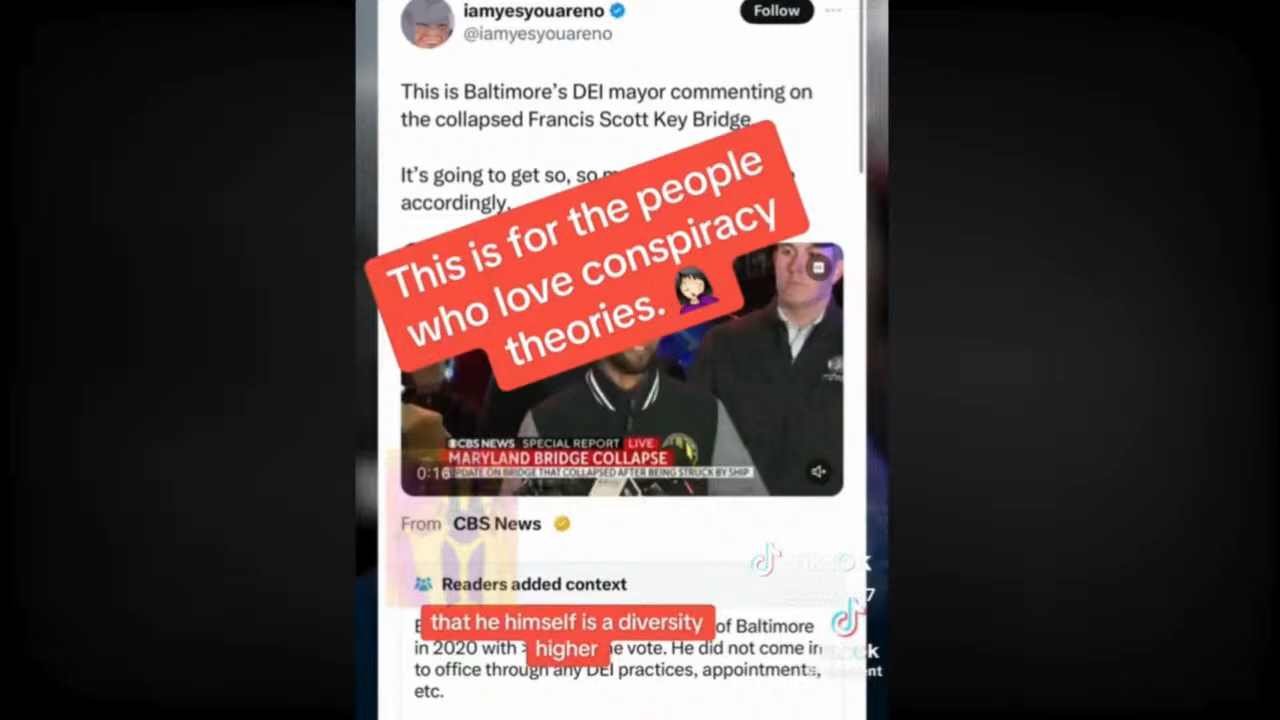 iamyesyouareno
Follow
@iamyesyouareno
This is Baltimore's DEI mayor commenting on
the collapsed Francis Scott Key Bridge.
It's going to get so, so
accordingly.
This is for the people
who love conspiracy
theories.
CBS NEWS SPECIAL REPORT LIVE
MARYLAND BRIDGE COLLAPSE
0:16 UPDATE ON BRIDGE THAT COLLAPSED AFTER BEING STRUCK BY SHIP
From CBS News
Readers added context
that he himself is a diversity
higher
of Baltimore
in 2020 with > e vote. He did not come in
to office through any DEI practices, appointments,
etc.